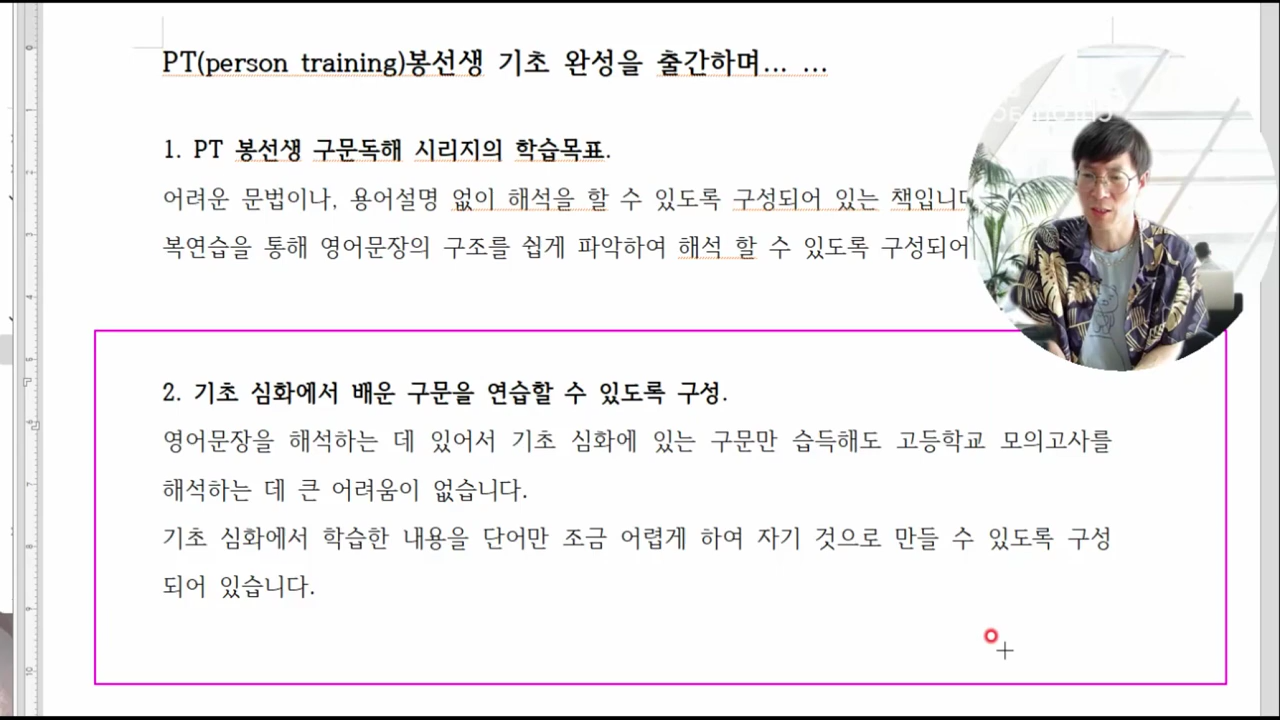 PT(person training)봉선생 기초 완성을 출간하며... ...
1. PT 봉선생 구문독해 시리지의 학습목표.
어려운 문법이나, 용어설명 없이 해석을 할 수 있도록 구성되어 있는
복연습을 통해 영어문장의 구조를 쉽게 파악하여 해석 할 수 있도록 구성되어
2. 기초 심화에서 배운 구문을 연습할 수 있도록 구성.
영어문장을 해석하는 데 있어서 기초 심화에 있는 구문만 습득해도 고등학교 모의고사를
해석하는 데 큰 어려움이 없습니다.
기초 심화에서 학습한 내용을 단어만 조금 어렵게 하여 자기 것으로 만들 수 있도록 구성
되어 있습니다.